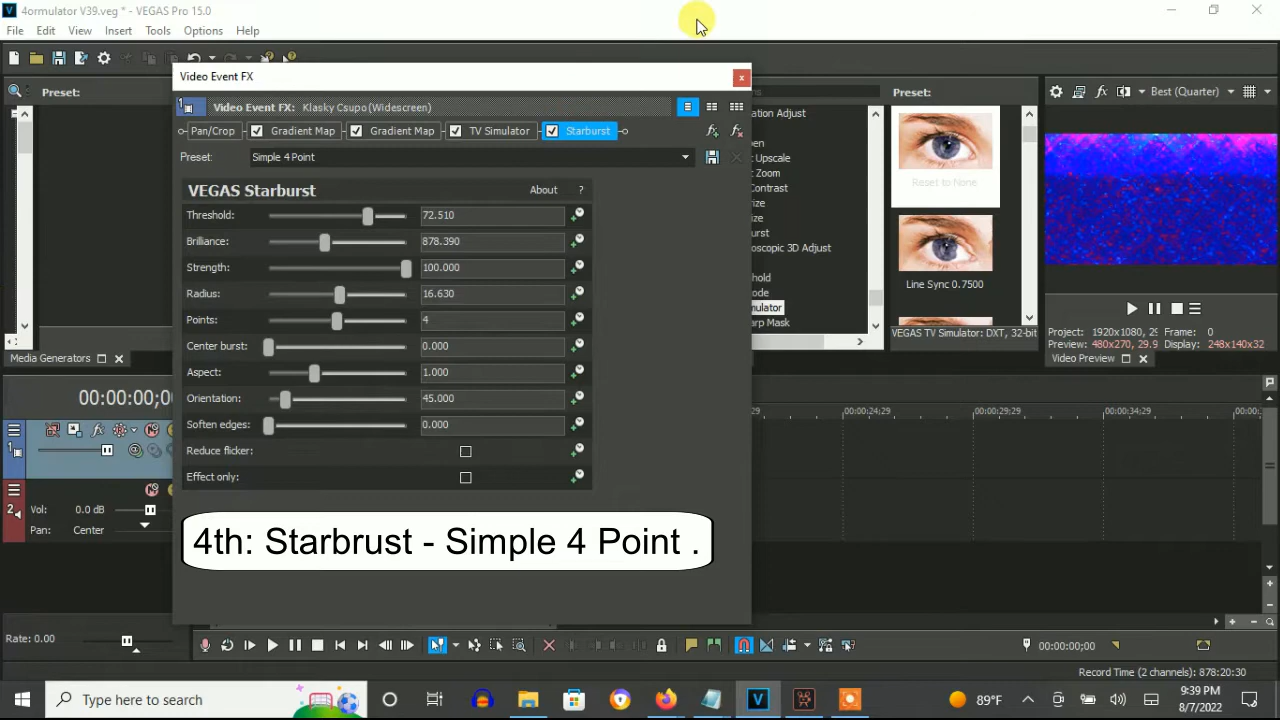 4ormulator V39.veg * - VEGAS Pro 15.0
File Edit View Insert Tools Options Help
Preset:
Video Event FX
Video Event FX: Klasky Csupo (Widescreen)
Pan/Crop Gradient Map Gradient Map TV Simulator Starburst
Preset: Simple 4 Point
VEGAS Starburst About ?
Threshold: 72.510
Brilliance: 878.390
Strength: 100.000
Radius: 16.630
Points: 4
Center burst: 0.000
Aspect: 1.000
Orientation: 45.000
Soften edges: 0.000
Reduce flicker:
Effect only:
4th: Starbrust - Simple 4 Point .
Preset:
Reset to None
Line Sync 0.7500
VEGAS TV Simulator: DXT, 32-bit
Best (Quarter)
Project: 1920x1080, 29 Frame: 0
Preview: 480x270, 29.9 Display: 248x140x32
Video Preview
Media Generators
00:00:00;00
00:00:24;29 00:00:29;29 00:00:34;29
1
2
Vol: 0.0 dB
Pan: Center
Rate: 0.00
00:00:00;00
Record Time (2 channels): 878:20:30
Type here to search
89°F
9:39 PM
8/7/2022